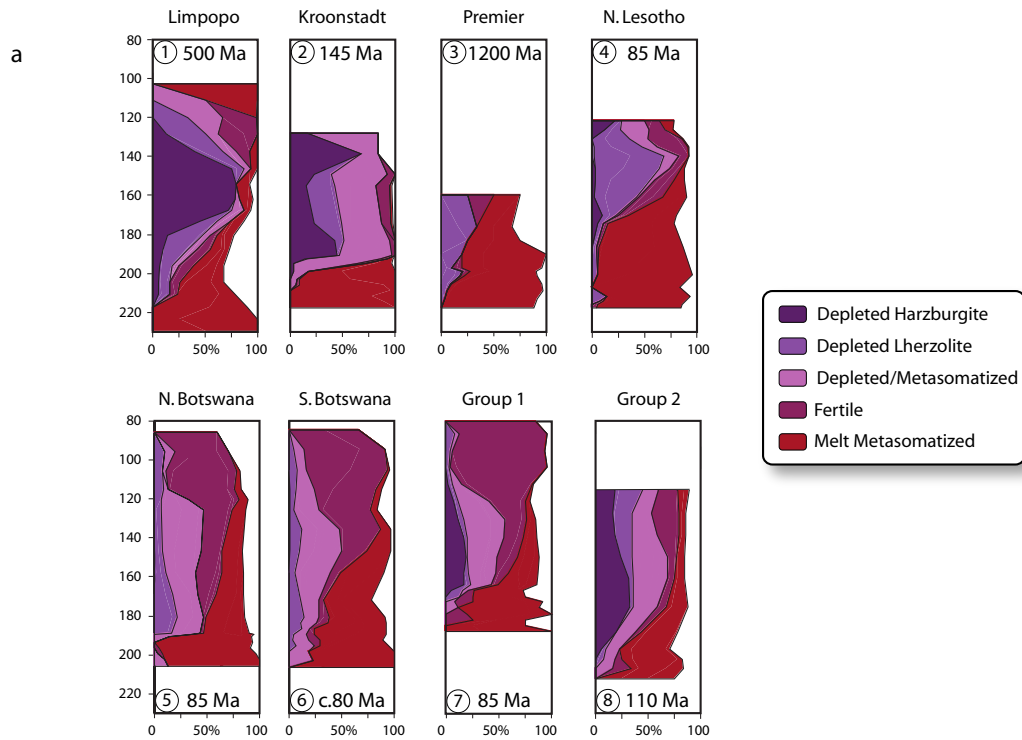 a
Limpopo
Kroonstadt
Premier
N. Lesotho
80
100
120
140
160
180
200
220
1 500 Ma
2 145 Ma
3 1200 Ma
4 85 Ma
0 50% 100
0 50% 100
0 50% 100
0 50% 100
Depleted Harzburgite
Depleted Lherzolite
Depleted/Metasomatized
Fertile
Melt Metasomatized
N. Botswana
S. Botswana
Group 1
Group 2
80
100
120
140
160
180
200
220
5 85 Ma
6 c.80 Ma
7 85 Ma
8 110 Ma
0 50% 100
0 50% 100
0 50% 100
0 50% 100